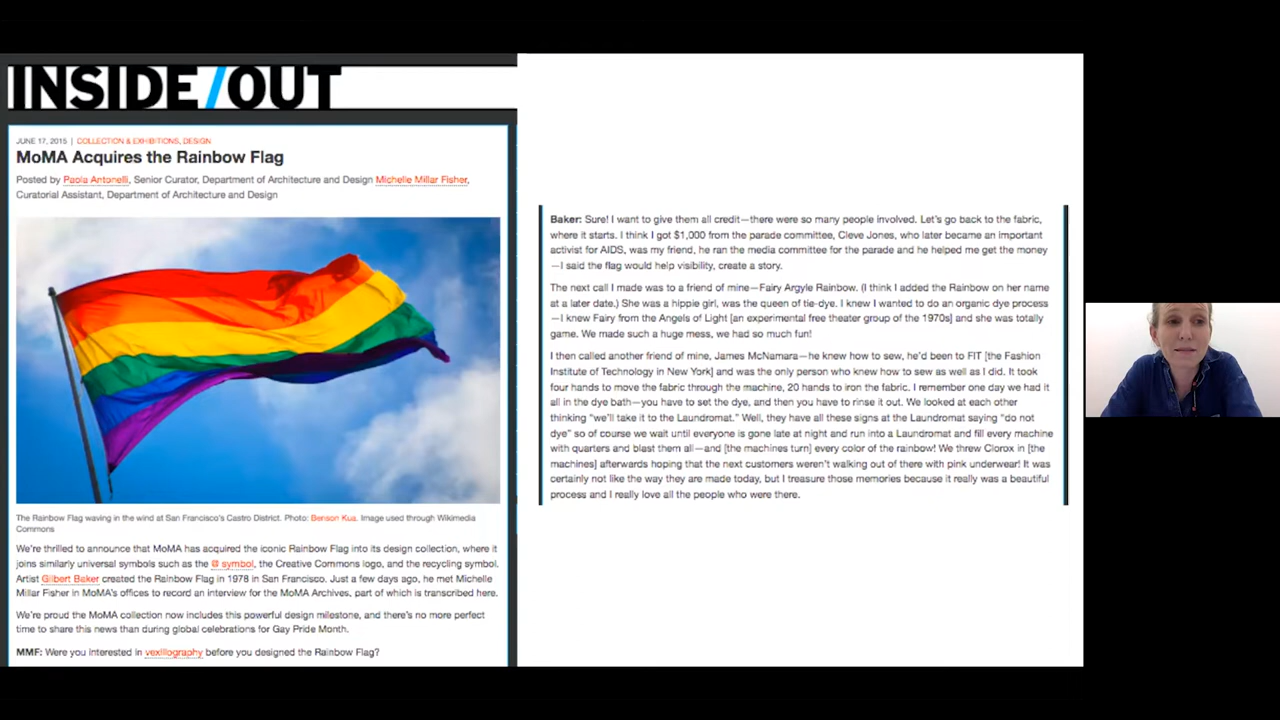 INSIDE/OUT
JUNE 17, 2015 | COLLECTION & EXHIBITIONS, DESIGN
MoMA Acquires the Rainbow Flag
Posted by Paola Antonelli, Senior Curator, Department of Architecture and Design Michelle Millar Fisher,
Curatorial Assistant, Department of Architecture and Design
The Rainbow Flag waving in the wind at San Francisco's Castro District. Photo: Benson Kua. Image used through Wikimedia
Commons
We're thrilled to announce that MoMA has acquired the iconic Rainbow Flag into its design collection, where it
joins similarly universal symbols such as the @ symbol, the Creative Commons logo, and the recycling symbol.
Artist Gilbert Baker created the Rainbow Flag in 1978 in San Francisco. Just a few days ago, he met Michelle
Millar Fisher in MoMA's offices to record an interview for the MoMA Archives, part of which is transcribed here.
We're proud the MoMA collection now includes this powerful design milestone, and there's no more perfect
time to share this news than during global celebrations for Gay Pride Month.
MMF: Were you interested in vexillography before you designed the Rainbow Flag?
Baker: Sure! I want to give them all credit—there were so many people involved. Let's go back to the fabric,
where it starts. I think I got $1,000 from the parade committee, Cleve Jones, who later became an important
activist for AIDS, was my friend, he ran the media committee for the parade and he helped me get the money
—I said the flag would help visibility, create a story.
The next call I made was to a friend of mine—Fairy Argyle Rainbow. (I think I added the Rainbow on her name
at a later date.) She was a hippie girl, was the queen of tie-dye. I knew I wanted to do an organic dye process
—I knew Fairy from the Angels of Light [an experimental free theater group of the 1970s] and she was totally
game. We made such a huge mess, we had so much fun!
I then called another friend of mine, James McNamara—he knew how to sew, he'd been to FIT [the Fashion
Institute of Technology in New York] and was the only person who knew how to sew as well as I did. It took
four hands to move the fabric through the machine, 20 hands to iron the fabric. I remember one day we had it
all in the dye bath—you have to set the dye, and then you have to rinse it out. We looked at each other
thinking “we'll take it to the Laundromat.” Well, they have all these signs at the Laundromat saying “do not
dye” so of course we wait until everyone is gone late at night and run into a Laundromat and fill every machine
with quarters and blast them all—and [the machines turn] every color of the rainbow! We threw Clorox in [the
machines] afterwards hoping that the next customers weren't walking out of there with pink underwear! It was
certainly not like the way they are made today, but I treasure those memories because it really was a beautiful
process and I really love all the people who were there.